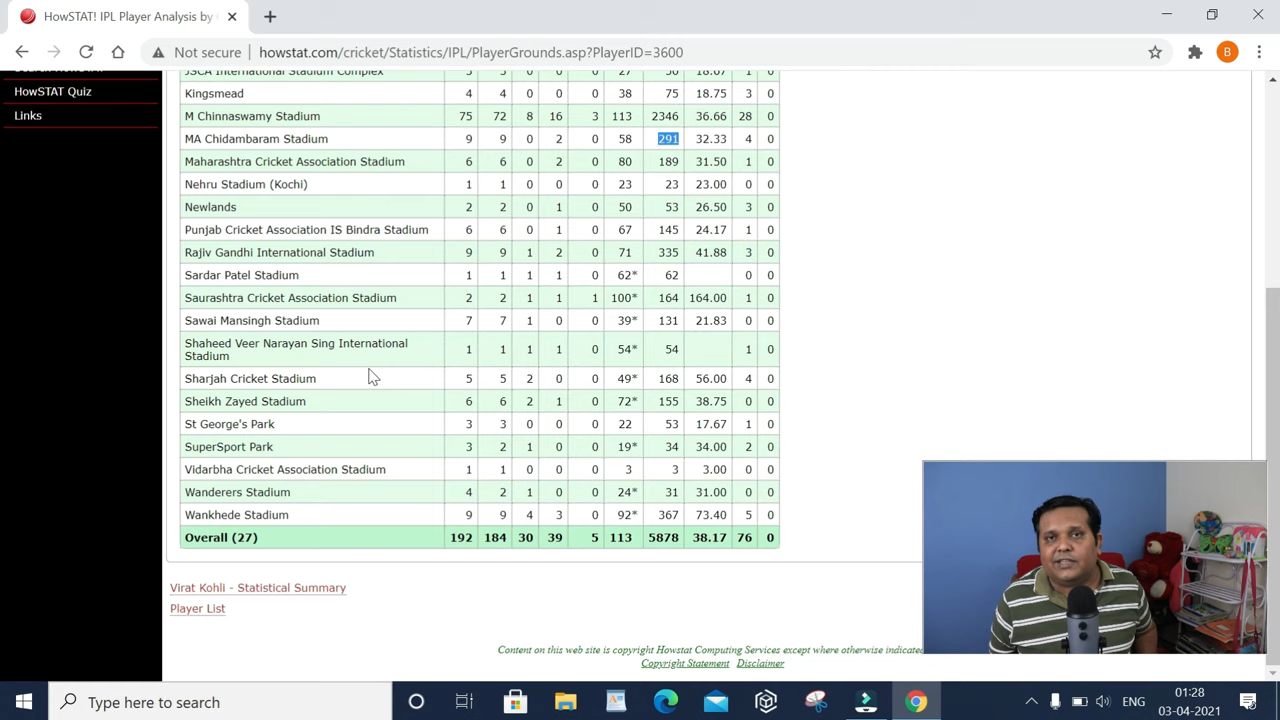 HowSTAT! IPL Player Analysis by G
Not secure howstat.com/cricket/Statistics/IPL/PlayerGrounds.asp?PlayerID=3600 B
HowSTAT Quiz
Links
JSCA International Stadium Complex 3 3 0 0 0 27 56 18.67 1 0
Kingsmead 4 4 0 0 0 38 75 18.75 3 0
M Chinnaswamy Stadium 75 72 8 16 3 113 2346 36.66 28 0
MA Chidambaram Stadium 9 9 0 2 0 58 291 32.33 4 0
Maharashtra Cricket Association Stadium 6 6 0 2 0 80 189 31.50 1 0
Nehru Stadium (Kochi) 1 1 0 0 0 23 23 23.00 0 0
Newlands 2 2 0 1 0 50 53 26.50 3 0
Punjab Cricket Association IS Bindra Stadium 6 6 0 1 0 67 145 24.17 1 0
Rajiv Gandhi International Stadium 9 9 1 2 0 71 335 41.88 3 0
Sardar Patel Stadium 1 1 1 1 0 62* 62 0 0
Saurashtra Cricket Association Stadium 2 2 1 1 1 100* 164 164.00 1 0
Sawai Mansingh Stadium 7 7 1 0 0 39* 131 21.83 0 0
Shaheed Veer Narayan Sing International
Stadium 1 1 1 1 0 54* 54 1 0
Sharjah Cricket Stadium 5 5 2 0 0 49* 168 56.00 4 0
Sheikh Zayed Stadium 6 6 2 1 0 72* 155 38.75 0 0
St George's Park 3 3 0 0 0 22 53 17.67 1 0
SuperSport Park 3 2 1 0 0 19* 34 34.00 2 0
Vidarbha Cricket Association Stadium 1 1 0 0 0 3 3 3.00 0 0
Wanderers Stadium 4 2 1 0 0 24* 31 31.00 0 0
Wankhede Stadium 9 9 4 3 0 92* 367 73.40 5 0
Overall (27) 192 184 30 39 5 113 5878 38.17 76 0
Virat Kohli - Statistical Summary
Player List
Content on this web site is copyright Howstat Computing Services except where otherwise indicated
Copyright Statement Disclaimer
Type here to search
ENG
01:28
03-04-2021